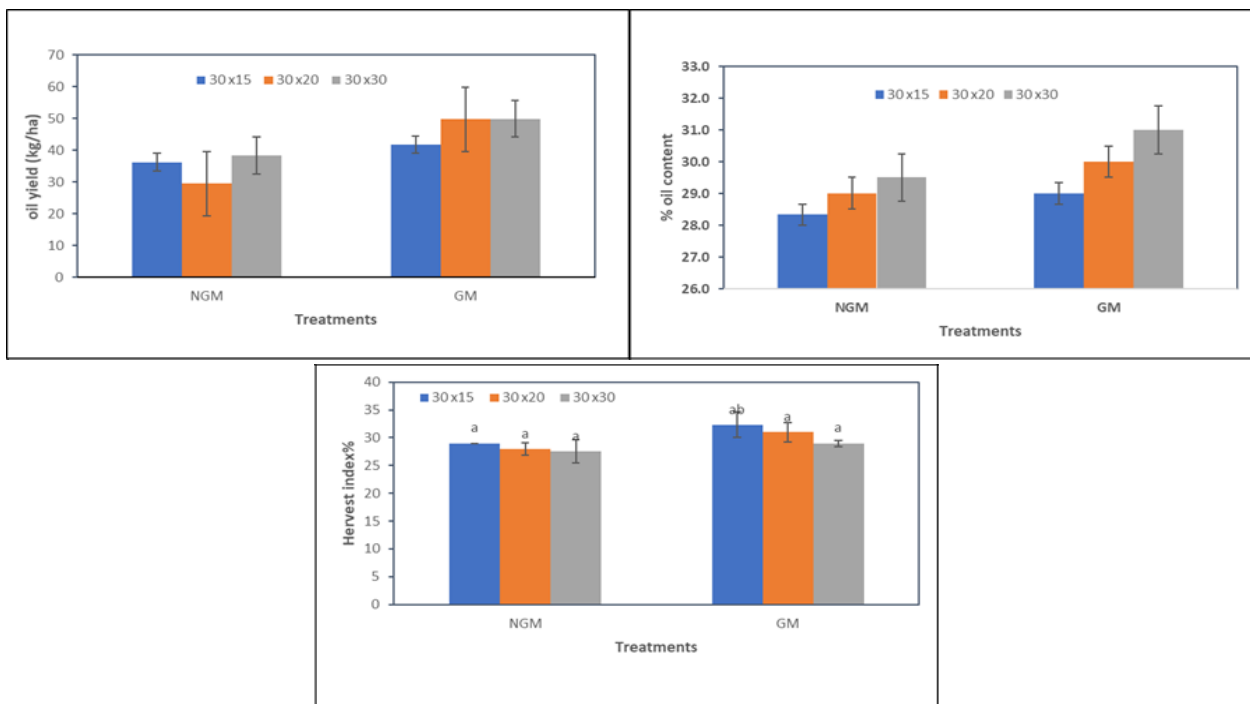 oil yield (kg/ha)
70
60
50
40
30
20
10
0
30x15 30x20 30x30
NGM GM
Treatments
% oil content
33.0
32.0
31.0
30.0
29.0
28.0
27.0
26.0
30x15 30x20 30x30
NGM GM
Treatments
Hervest index%
40
35
30
25
20
15
10
5
0
30x15 30x20 30x30
a a a ab a a
NGM GM
Treatments